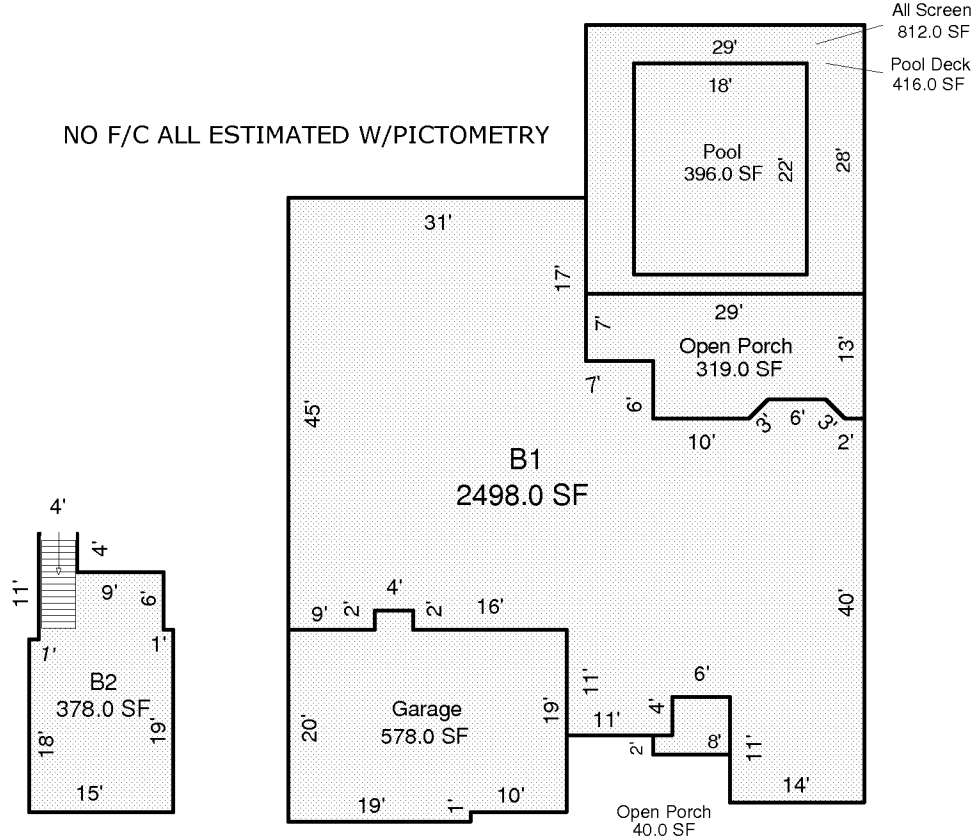 All Screen
812.0 SF
29'
Pool Deck
416.0 SF
18'
NO F/C ALL ESTIMATED W/PICTOMETRY
Pool
396.0 SF
22'
28'
31'
17'
29'
7'
Open Porch
319.0 SF
13'
7'
6'
45'
10'
3'
6'
3'
2'
B1
2498.0 SF
4'
4'
11'
9'
6'
1'
1'
B2
378.0 SF
18'
19'
15'
9'
2'
4'
2'
16'
40'
11'
6'
Garage
578.0 SF
20'
19'
11'
4'
2'
8'
11'
19'
1'
10'
14'
Open Porch
40.0 SF